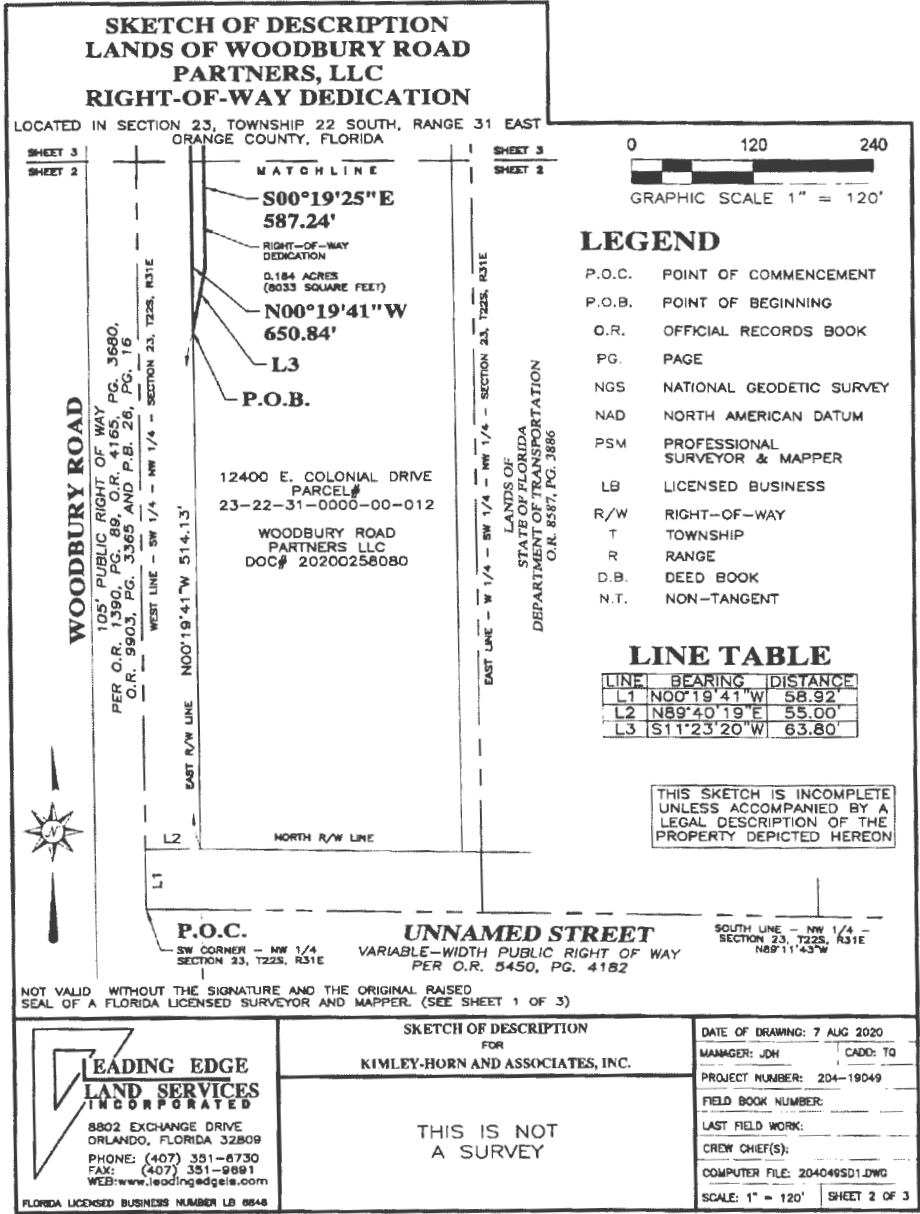 SKETCH OF DESCRIPTION
LANDS OF WOODBURY ROAD
PARTNERS, LLC
RIGHT-OF-WAY DEDICATION
LOCATED IN SECTION 23, TOWNSHIP 22 SOUTH, RANGE 31 EAST
ORANGE COUNTY, FLORIDA
SHEET 3
SHEET 2
MATCHLINE
SHEET 3
SHEET 2
0 120 240
GRAPHIC SCALE 1" = 120'
S00°19'25"E
587.24'
RIGHT-OF-WAY
DEDICATION
0.184 ACRES
(8033 SQUARE FEET)
N00°19'41"W
650.84'
L3
P.O.B.
WOODBURY ROAD
105' PUBLIC RIGHT OF WAY
PER O.R. 1390, PG. 89, O.R. 4165, PG. 3680,
O.R. 9903, PG. 3365 AND P.B. 26, PG. 16
WEST LINE - SW 1/4 - NW 1/4 - SECTION 23, T22S, R31E
EAST R/W LINE N00°19'41"W 514.13'
12400 E. COLONIAL DRIVE
PARCEL#
23-22-31-0000-00-012
WOODBURY ROAD
PARTNERS LLC
DOC# 20200258080
EAST LINE - W 1/4 - SW 1/4 - NW 1/4 - SECTION 23, T22S, R31E
LANDS OF
STATE OF FLORIDA
DEPARTMENT OF TRANSPORTATION
O.R. 8587, PG. 3886
LEGEND
P.O.C. POINT OF COMMENCEMENT
P.O.B. POINT OF BEGINNING
O.R. OFFICIAL RECORDS BOOK
PG. PAGE
NGS NATIONAL GEODETIC SURVEY
NAD NORTH AMERICAN DATUM
PSM PROFESSIONAL
SURVEYOR & MAPPER
LB LICENSED BUSINESS
R/W RIGHT-OF-WAY
T TOWNSHIP
R RANGE
D.B. DEED BOOK
N.T. NON-TANGENT
LINE TABLE
LINE BEARING DISTANCE
L1 N00°19'41"W 58.92'
L2 N89°40'19"E 55.00'
L3 S11°23'20"W 63.80'
THIS SKETCH IS INCOMPLETE
UNLESS ACCOMPANIED BY A
LEGAL DESCRIPTION OF THE
PROPERTY DEPICTED HEREON
N
L2
NORTH R/W LINE
L1
P.O.C.
SW CORNER - NW 1/4
SECTION 23, T22S, R31E
UNNAMED STREET
VARIABLE-WIDTH PUBLIC RIGHT OF WAY
PER O.R. 5450, PG. 4182
SOUTH LINE - NW 1/4 -
SECTION 23, T22S, R31E
N89°11'43"W
NOT VALID WITHOUT THE SIGNATURE AND THE ORIGINAL RAISED
SEAL OF A FLORIDA LICENSED SURVEYOR AND MAPPER. (SEE SHEET 1 OF 3)
LEADING EDGE
LAND SERVICES
INCORPORATED
8802 EXCHANGE DRIVE
ORLANDO, FLORIDA 32809
PHONE: (407) 351-6730
FAX: (407) 351-9691
WEB:www.leadingedgels.com
FLORIDA LICENSED BUSINESS NUMBER LB 6846
SKETCH OF DESCRIPTION
FOR
KIMLEY-HORN AND ASSOCIATES, INC.
THIS IS NOT
A SURVEY
DATE OF DRAWING: 7 AUG 2020
MANAGER: JDH CADD: TQ
PROJECT NUMBER: 204-19049
FIELD BOOK NUMBER:
LAST FIELD WORK:
CREW CHIEF(S):
COMPUTER FILE: 204049SD1.DWG
SCALE: 1" = 120' SHEET 2 OF 3